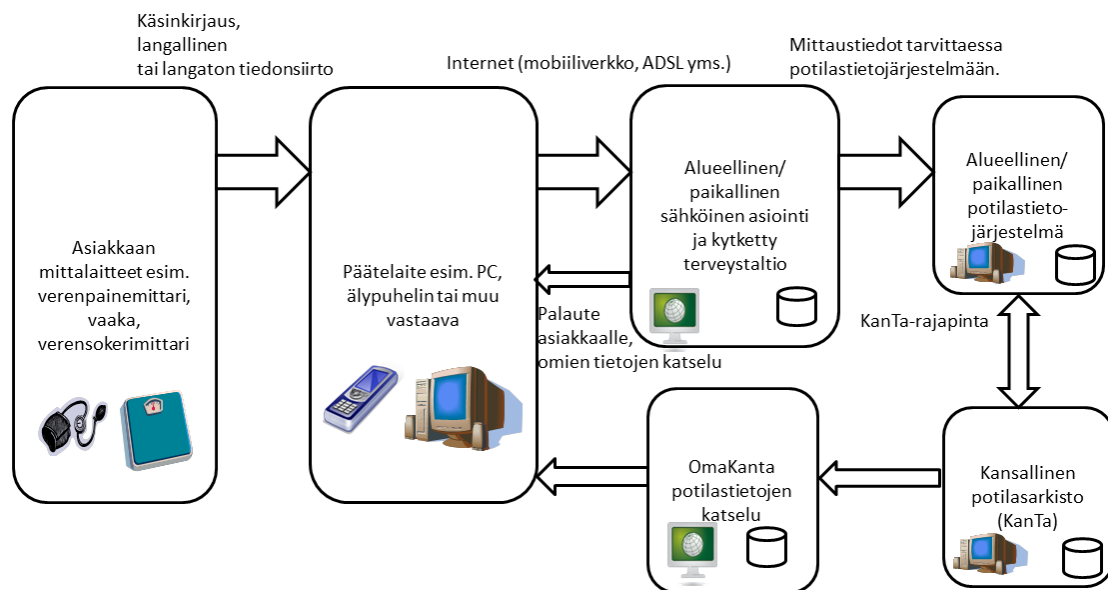 Käsinkirjaus,
langallinen
tai langaton tiedonsiirto
Internet (mobiiliverkko, ADSL yms.)
Mittaustiedot tarvittaessa
potilastietojärjestelmään.
Asiakkaan
mittalaitteet esim.
verenpainemittari,
vaaka,
verensokerimittari
Päätelaite esim. PC,
älypuhelin tai muu
vastaava
Alueellinen/
paikallinen
sähköinen asiointi
ja kytketty
terveystaltio
Alueellinen/
paikallinen
potilastieto-
järjestelmä
Palaute
asiakkaalle,
omien tietojen katselu
KanTa-rajapinta
OmaKanta
potilastietojen
katselu
Kansallinen
potilasarkisto
(KanTa)